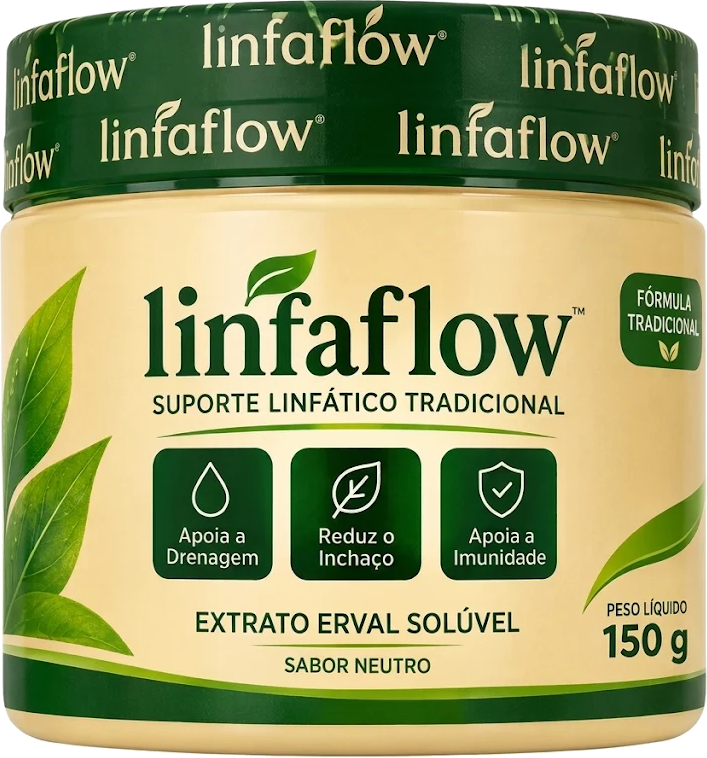 linfaflow®
linfaflow®
linfaflow®
linfaflow®
linfaflow®
linfaflow™
SUPORTE LINFÁTICO TRADICIONAL
FÓRMULA
TRADICIONAL
Apoia a
Drenagem
Reduz o
Inchaço
Apoia a
Imunidade
EXTRATO ERVAL SOLÚVEL
SABOR NEUTRO
PESO LÍQUIDO
150 g